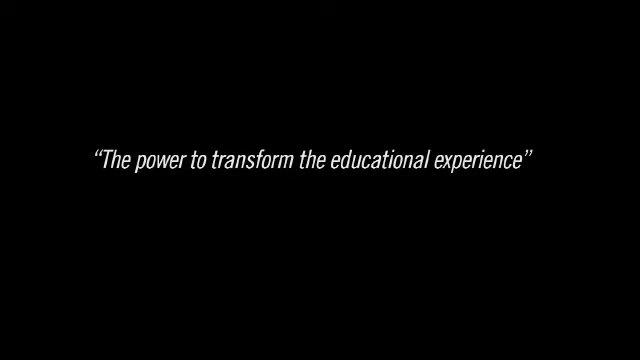 “The power to transform the educational experience”